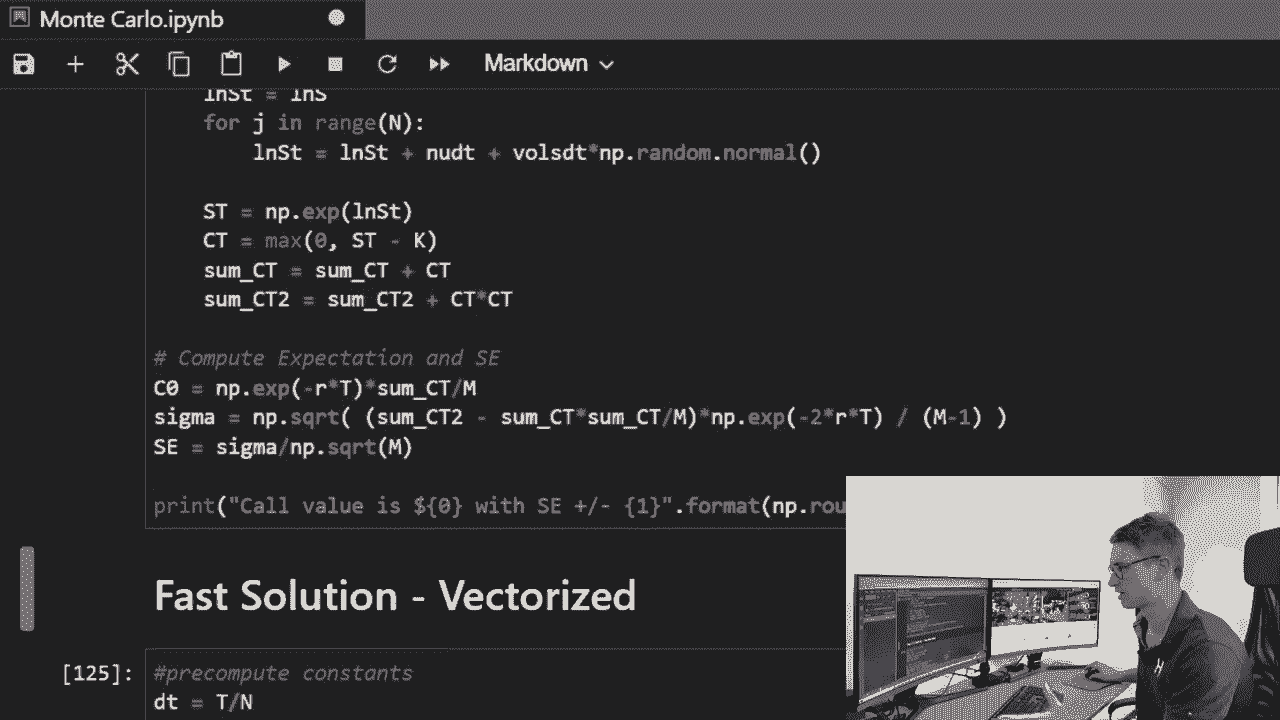 Monte Carlo.ipynb
Markdown
lnSt = lnS
for j in range(N):
lnSt = lnSt + nudt + volsdt*np.random.normal()
ST = np.exp(lnSt)
CT = max(0, ST - K)
sum_CT = sum_CT + CT
sum_CT2 = sum_CT2 + CT*CT
# Compute Expectation and SE
C0 = np.exp(-r*T)*sum_CT/M
sigma = np.sqrt( (sum_CT2 - sum_CT*sum_CT/M)*np.exp(-2*r*T) / (M-1) )
SE = sigma/np.sqrt(M)
print("Call value is ${0} with SE +/- {1}".format(np.rou
Fast Solution - Vectorized
[125]:
#precompute constants
dt = T/N